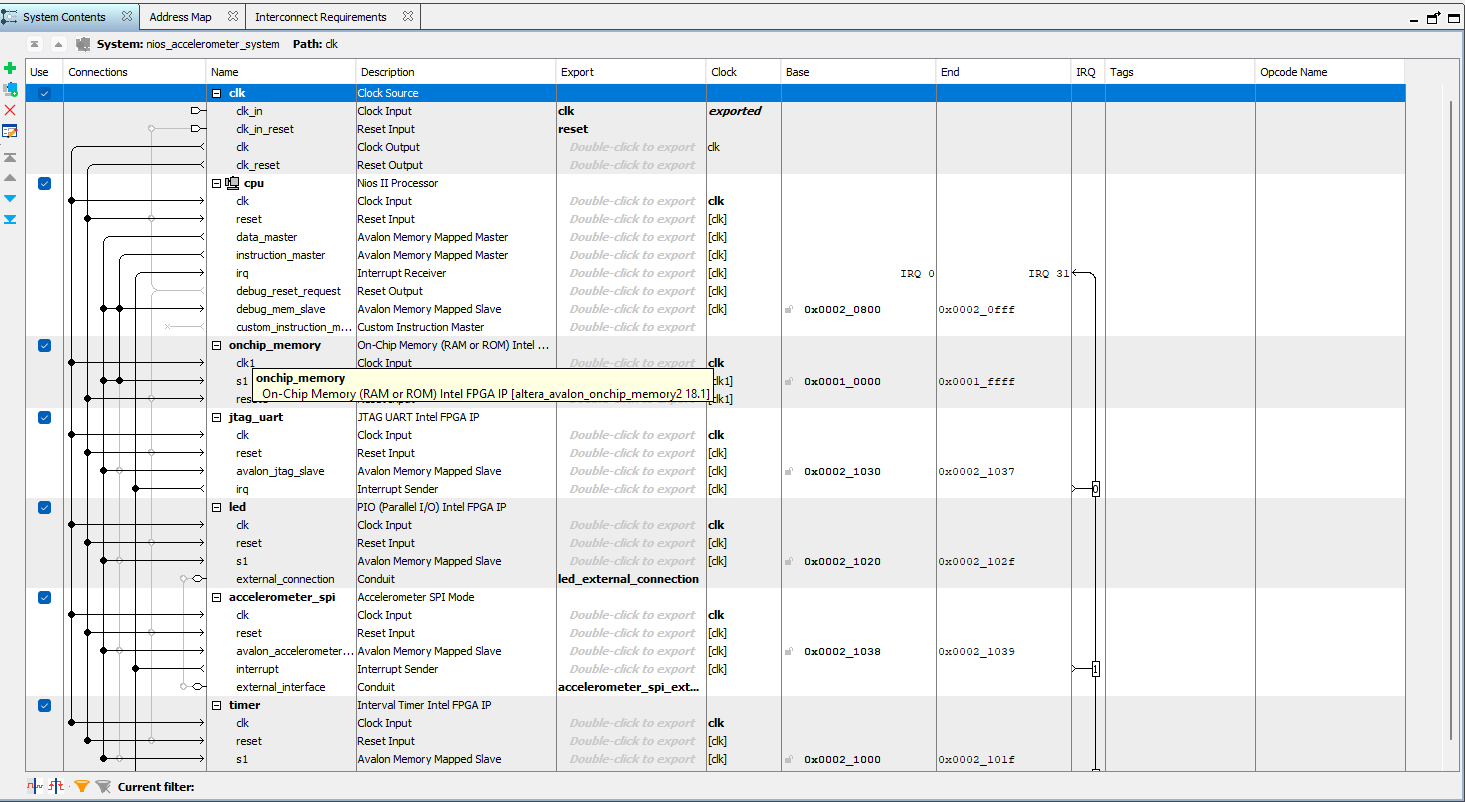 System Contents Address Map Interconnect Requirements
System: nios_accelerometer_system Path: clk
Use Connections Name Description Export Clock Base End IRQ Tags Opcode Name
clk Clock Source
clk_in Clock Input clk exported
clk_in_reset Reset Input reset
clk Clock Output Double-click to export clk
clk_reset Reset Output Double-click to export
cpu Nios II Processor
clk Clock Input Double-click to export clk
reset Reset Input Double-click to export [clk]
data_master Avalon Memory Mapped Master Double-click to export [clk]
instruction_master Avalon Memory Mapped Master Double-click to export [clk]
irq Interrupt Receiver Double-click to export [clk] IRQ 0 IRQ 31
debug_reset_request Reset Output Double-click to export [clk]
debug_mem_slave Avalon Memory Mapped Slave Double-click to export [clk] 0x0002_0800 0x0002_0fff
custom_instruction_m... Custom Instruction Master Double-click to export
onchip_memory On-Chip Memory (RAM or ROM) Intel ...
clk1 Clock Input Double-click to export clk
onchip_memory
s1 On-Chip Memory (RAM or ROM) Intel FPGA IP [altera_avalon_onchip_memory2 18.1] clk1] 0x0001_0000 0x0001_ffff
clk1]
jtag_uart JTAG UART Intel FPGA IP
clk Clock Input Double-click to export clk
reset Reset Input Double-click to export [clk]
avalon_jtag_slave Avalon Memory Mapped Slave Double-click to export [clk] 0x0002_1030 0x0002_1037
irq Interrupt Sender Double-click to export [clk] 0
led PIO (Parallel I/O) Intel FPGA IP
clk Clock Input Double-click to export clk
reset Reset Input Double-click to export [clk]
s1 Avalon Memory Mapped Slave Double-click to export [clk] 0x0002_1020 0x0002_102f
external_connection Conduit led_external_connection
accelerometer_spi Accelerometer SPI Mode
clk Clock Input Double-click to export clk
reset Reset Input Double-click to export [clk]
avalon_accelerometer... Avalon Memory Mapped Slave Double-click to export [clk] 0x0002_1038 0x0002_1039
interrupt Interrupt Sender Double-click to export [clk] 1
external_interface Conduit accelerometer_spi_ext...
timer Interval Timer Intel FPGA IP
clk Clock Input Double-click to export clk
reset Reset Input Double-click to export [clk]
s1 Avalon Memory Mapped Slave Double-click to export [clk] 0x0002_1000 0x0002_101f
Current filter: